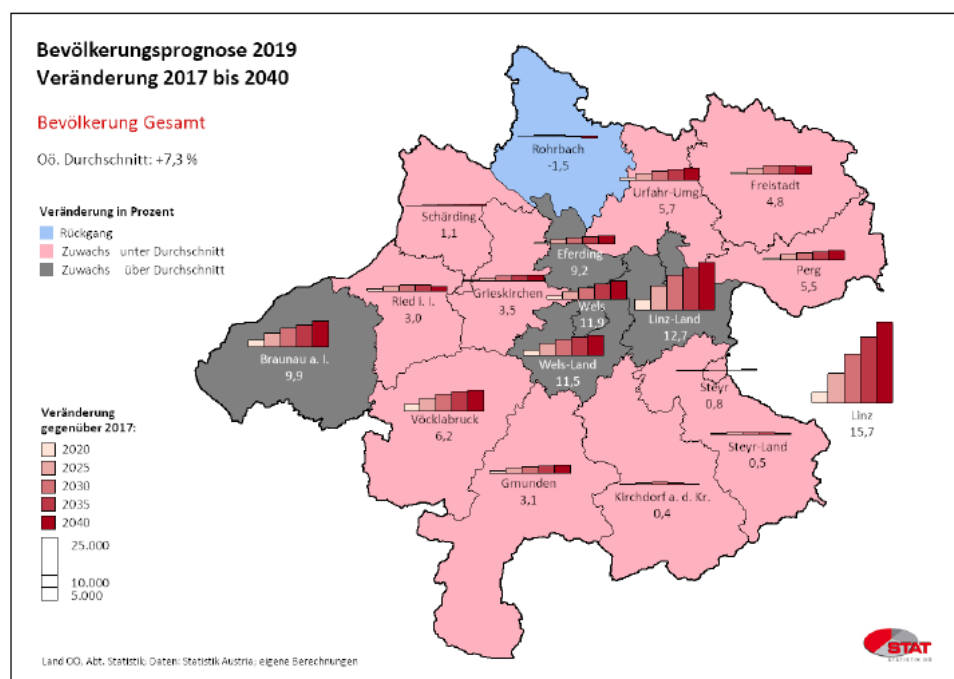 Bevölkerungsprognose 2019
Veränderung 2017 bis 2040
Bevölkerung Gesamt
Oö. Durchschnitt: +7,3 %
Veränderung in Prozent
Rückgang
Zuwachs unter Durchschnitt
Zuwachs über Durchschnitt
Rohrbach
-1,5
Urfahr-Umg.
5,7
Freistadt
4,8
Schärding
1,1
Eferding
9,2
Perg
5,5
Ried i. I.
3,0
Grieskirchen
3,5
Wels
11,9
Linz-Land
12,7
Braunau a. I.
9,9
Wels-Land
11,5
Steyr
0,8
Linz
15,7
Vöcklabruck
6,2
Steyr-Land
0,5
Gmunden
3,1
Kirchdorf a. d. Kr.
0,4
Veränderung
gegenüber 2017:
2020
2025
2030
2035
2040
25.000
10.000
5.000
Land OÖ, Abt. Statistik; Daten: Statistik Austria; eigene Berechnungen
STAT
STATISTIK OÖ